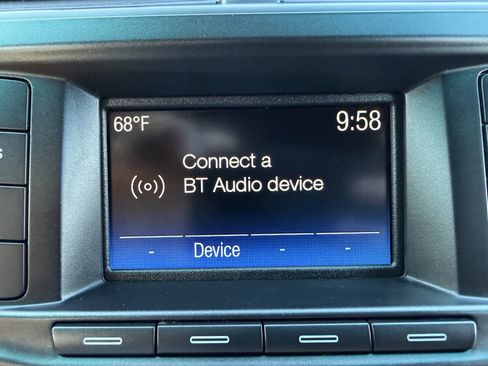 68°F 9:58
Connect a
BT Audio device
- Device - -
S